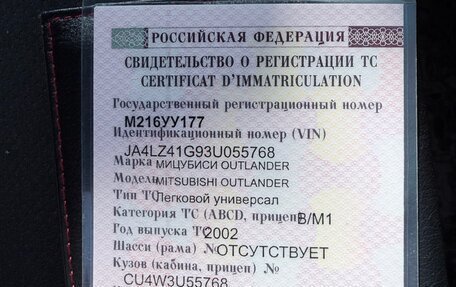 РОССИЙСКАЯ ФЕДЕРАЦИЯ
СВИДЕТЕЛЬСТВО О РЕГИСТРАЦИИ ТС
CERTIFICAT D'IMMATRICULATION
Государственный регистрационный номер
М216УУ177
Идентификационный номер (VIN)
JA4LZ41G93U055768
Марка МИЦУБИСИ OUTLANDER
Модель MITSUBISHI OUTLANDER
Тип ТС Легковой универсал
Категория ТС (ABCD, прицеп) B/M1
Год выпуска ТС 2002
Шасси (рама) № ОТСУТСТВУЕТ
Кузов (кабина, прицеп) №
CU4W3U55768